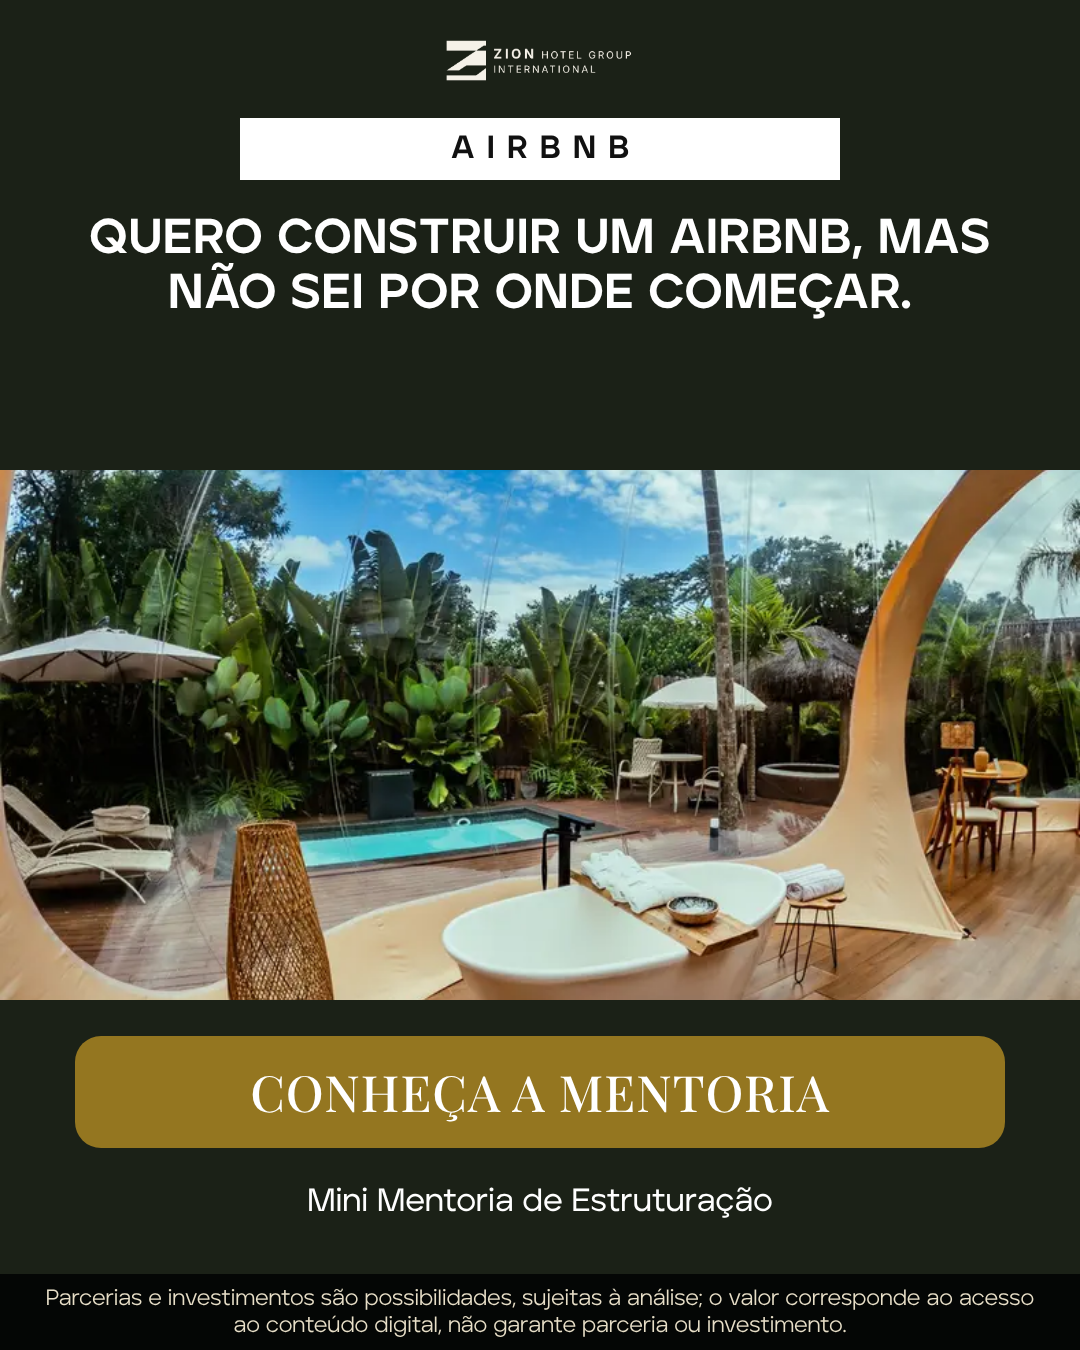 ZION HOTEL GROUP
INTERNATIONAL
AIRBNB
QUERO CONSTRUIR UM AIRBNB, MAS
NÃO SEI POR ONDE COMEÇAR.
CONHEÇA A MENTORIA
Mini Mentoria de Estruturação
Parcerias e investimentos são possibilidades, sujeitas à análise; o valor corresponde ao acesso
ao conteúdo digital, não garante parceria ou investimento.